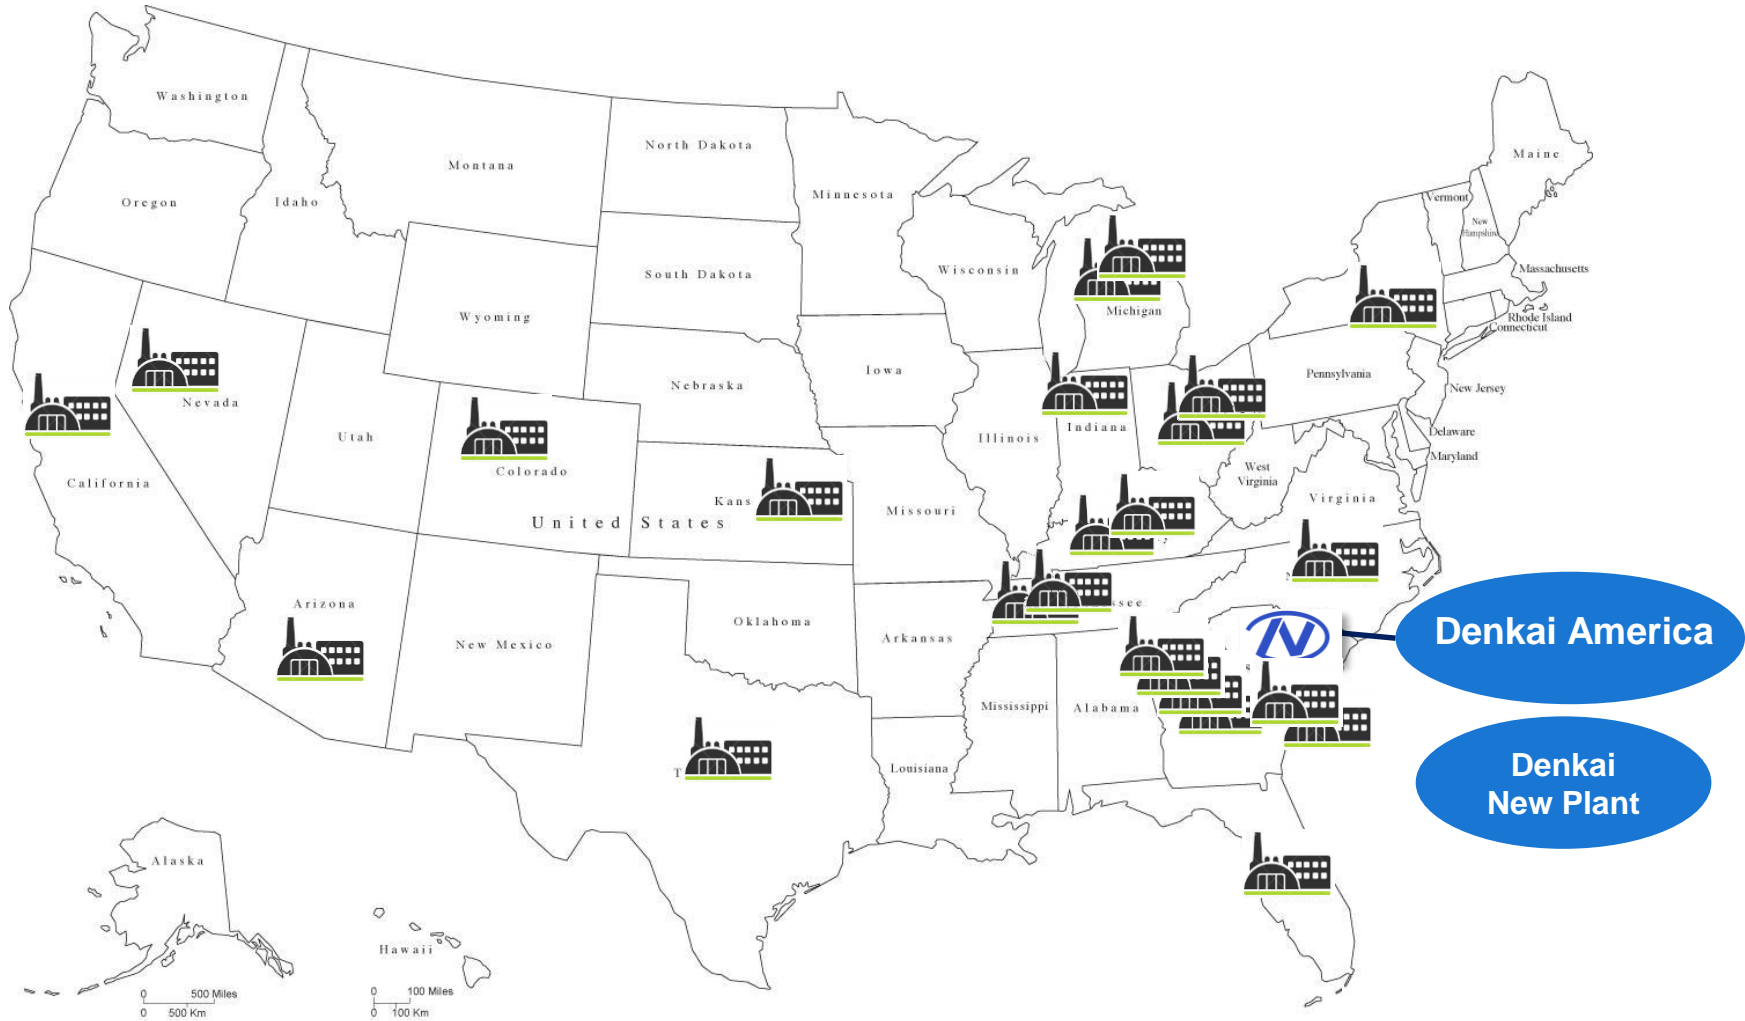 Washington
Montana
North Dakota
Minnesota
Maine
Oregon
Idaho
Vermont
New
Hampshire
South Dakota
Wisconsin
Massachusetts
Wyoming
Michigan
Rhode Island
Connecticut
Nevada
Nebraska
Iowa
Pennsylvania
New Jersey
Utah
Colorado
Illinois
Indiana
Delaware
Maryland
West
Virginia
California
Kans
Virginia
Missouri
United States
Arizona
New Mexico
Oklahoma
Arkansas
ssee
Denkai America
Mississippi
Alabama
T
Louisiana
Denkai
New Plant
Alaska
Hawaii
0 500 Miles
0 500 Km
0 100 Miles
0 100 Km